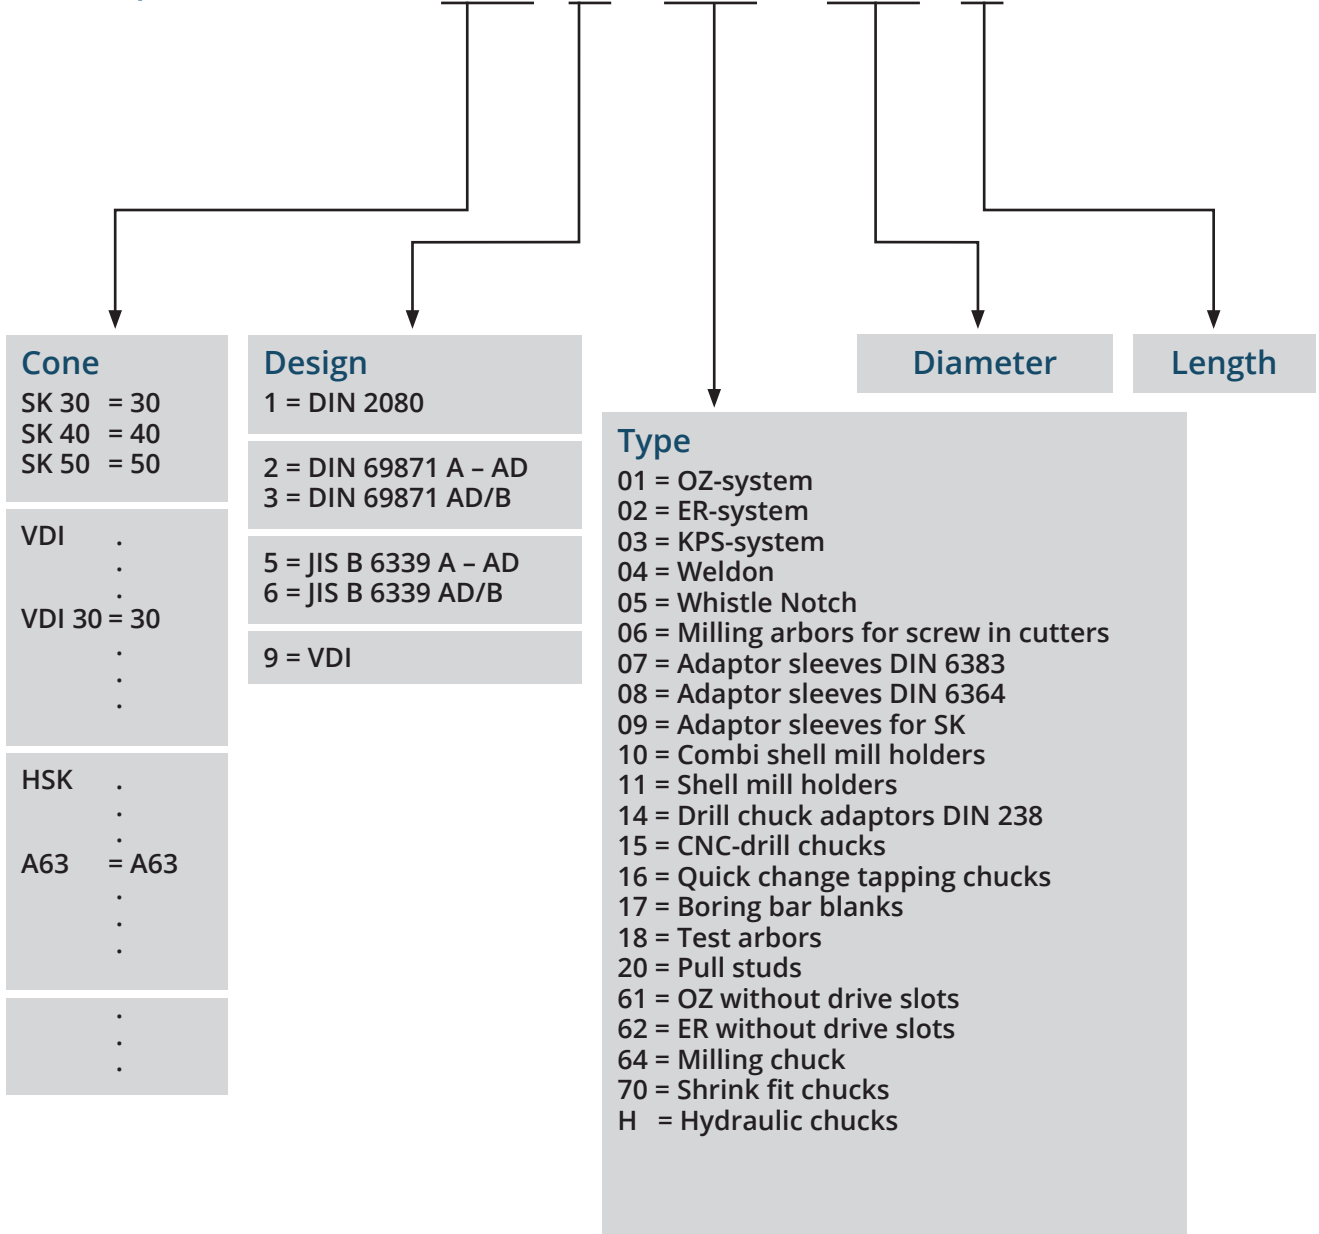 Cone
SK 30 = 30
SK 40 = 40
SK 50 = 50
VDI .
.
.
VDI 30 = 30
.
.
.
HSK .
.
.
A63 = A63
.
.
.
.
.
.
Design
1 = DIN 2080
2 = DIN 69871 A – AD
3 = DIN 69871 AD/B
5 = JIS B 6339 A – AD
6 = JIS B 6339 AD/B
9 = VDI
Type
01 = OZ-system
02 = ER-system
03 = KPS-system
04 = Weldon
05 = Whistle Notch
06 = Milling arbors for screw in cutters
07 = Adaptor sleeves DIN 6383
08 = Adaptor sleeves DIN 6364
09 = Adaptor sleeves for SK
10 = Combi shell mill holders
11 = Shell mill holders
14 = Drill chuck adaptors DIN 238
15 = CNC-drill chucks
16 = Quick change tapping chucks
17 = Boring bar blanks
18 = Test arbors
20 = Pull studs
61 = OZ without drive slots
62 = ER without drive slots
64 = Milling chuck
70 = Shrink fit chucks
H = Hydraulic chucks
Diameter
Length